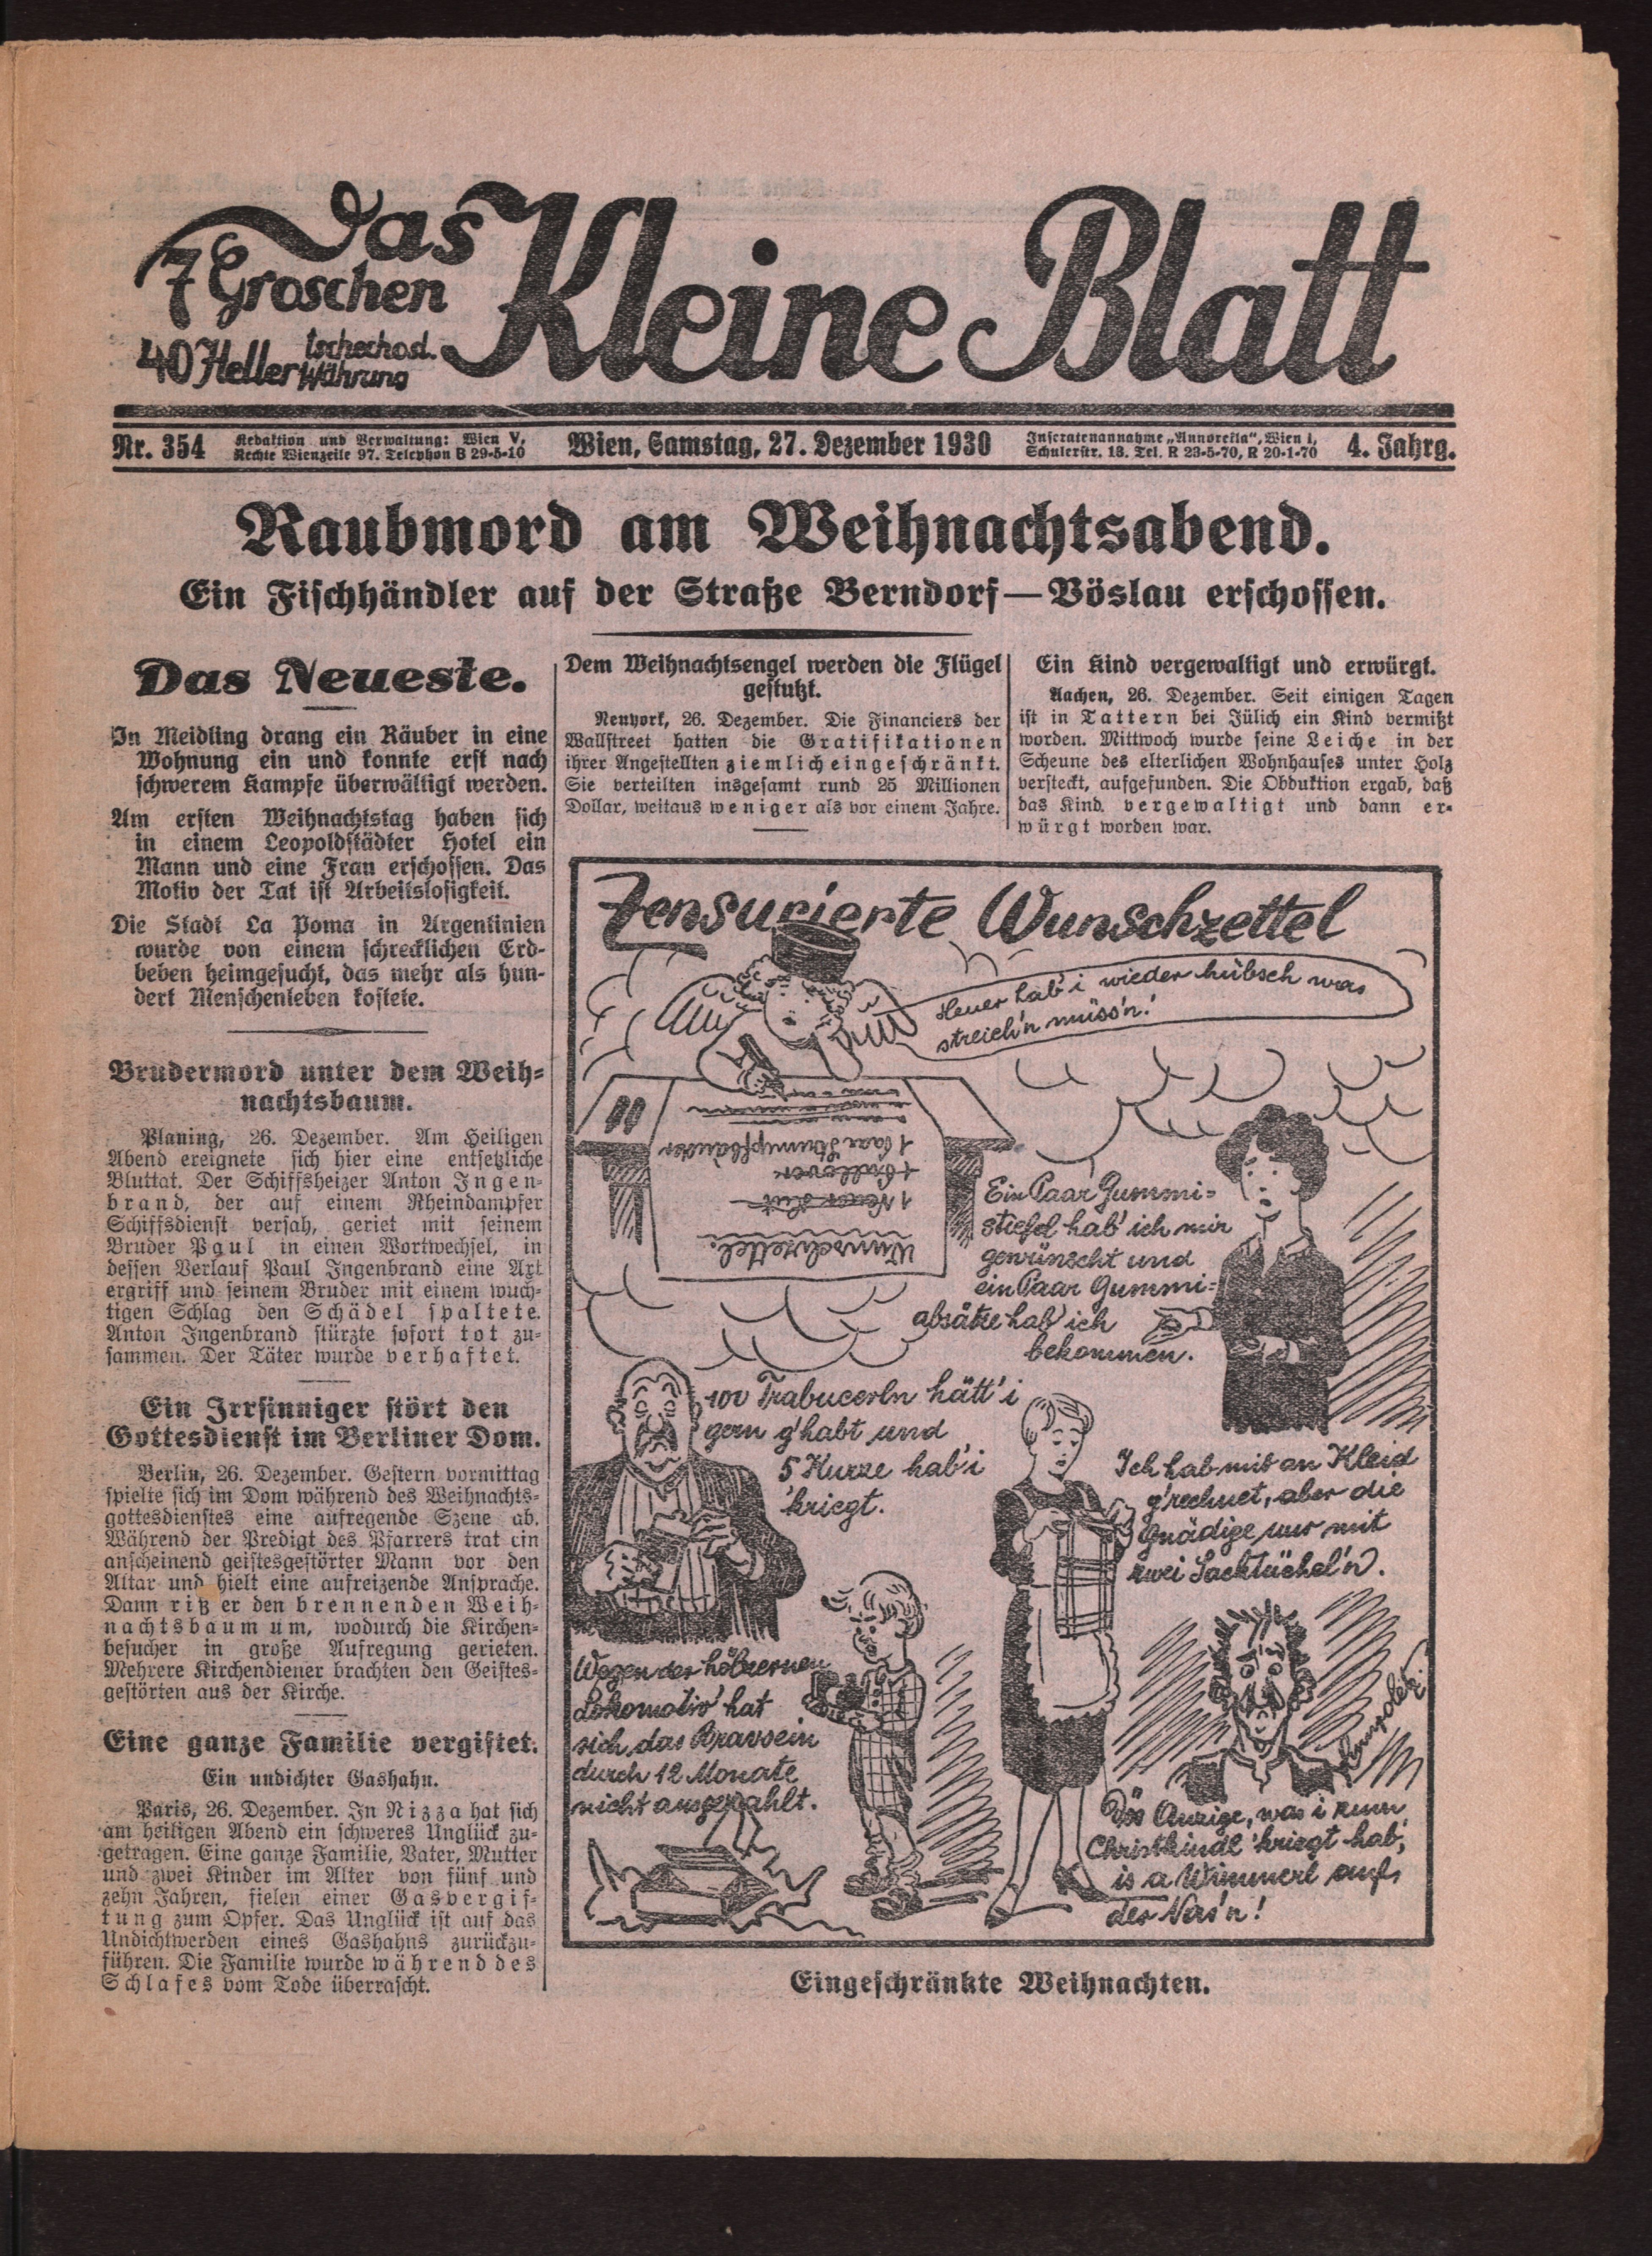 Das Kleine Blatt
7 Groschen
40 Heller tschechosl. Währung
Nr. 354
Redaktion und Verwaltung: Wien V,
Rechte Wienzeile 97. Telephon B 29-5-10
Wien, Samstag, 27. Dezember 1930
Inseratenannahme „Annoreila“, Wien I,
Schulerstr. 18. Tel. R 23-5-70, R 20-1-70
4. Jahrg.
Raubmord am Weihnachtsabend.
Ein Fischhändler auf der Straße Berndorf—Vöslau erschossen.
Das Neueste.
In Meidling drang ein Räuber in eine
Wohnung ein und konnte erst nach
schwerem Kampfe überwältigt werden.
Am ersten Weihnachtstag haben sich
in einem Leopoldstädter Hotel ein
Mann und eine Frau erschossen. Das
Motiv der Tat ist Arbeitslosigkeit.
Die Stadt La Poma in Argentinien
wurde von einem schrecklichen Erd-
beben heimgesucht, das mehr als hun-
dert Menschenleben kostete.
Brudermord unter dem Weih-
nachtsbaum.
Planing, 26. Dezember. Am Heiligen
Abend ereignete sich hier eine entsetzliche
Bluttat. Der Schiffsheizer Anton Ingen-
brand, der auf einem Rheindampfer
Schiffsdienst versah, geriet mit seinem
Bruder Paul in einen Wortwechsel, in
dessen Verlauf Paul Ingenbrand eine Axt
ergriff und seinem Bruder mit einem wuch-
tigen Schlag den Schädel spaltete.
Anton Ingenbrand stürzte sofort tot zu-
sammen. Der Täter wurde verhaftet.
Ein Irrsinniger stört den
Gottesdienst im Berliner Dom.
Berlin, 26. Dezember. Gestern vormittag
spielte sich im Dom während des Weihnachts-
gottesdienstes eine aufregende Szene ab.
Während der Predigt des Pfarrers trat ein
anscheinend geistesgestörter Mann vor den
Altar und hielt eine aufreizende Ansprache.
Dann riß er den brennenden Weih-
nachtsbaum um, wodurch die Kirchen-
besucher in große Aufregung gerieten.
Mehrere Kirchendiener brachten den Geistes-
gestörten aus der Kirche.
Eine ganze Familie vergiftet.
Ein undichter Gashahn.
Paris, 26. Dezember. In Nizza hat sich
am heiligen Abend ein schweres Unglück zu-
getragen. Eine ganze Familie, Vater, Mutter
und zwei Kinder im Alter von fünf und
zehn Jahren, fielen einer Gasvergif-
tung zum Opfer. Das Unglück ist auf das
Undichtwerden eines Gashahns zurückzu-
führen. Die Familie wurde während des
Schlafes vom Tode überrascht.
Dem Weihnachtsengel werden die Flügel
gestutzt.
Neuyork, 26. Dezember. Die Financiers der
Wallstreet hatten die Gratifikationen
ihrer Angestellten ziemlich eingeschränkt.
Sie verteilten insgesamt rund 25 Millionen
Dollar, weitaus weniger als vor einem Jahre.
Ein Kind vergewaltigt und erwürgt.
Aachen, 26. Dezember. Seit einigen Tagen
ist in Tattern bei Jülich ein Kind vermißt
worden. Mittwoch wurde seine Leiche in der
Scheune des elterlichen Wohnhauses unter Holz
versteckt, aufgefunden. Die Obduktion ergab, daß
das Kind vergewaltigt und dann er-
würgt worden war.
Zensurierte Wunschzettel
Heuer hab' i wieder hübsch was
streich'n müss'n!
Wunschzettel.
1 Neuer Hut
1 Pullover
1 Paar Strumpfbänder
Ein Paar Gummi-
stiefel hab' ich mir
gewünscht und
ein Paar Gummi-
absätze hab' ich
bekommen.
100 Trabucerln hätt' i
gern g'habt und
5 Kurze hab' i
'kriegt.
Ich hab mit an Kleid
g'rechnet, aber die
Gnädige nur mit
zwei Sacktüchel'n.
Wegen der hölzernen
Lokomotiv' hat
sich das Bravsein
durch 12 Monate
nicht ausgezahlt.
Dös Anzige, was i zum
Christkindl 'kriegt hab',
is a Wimmerl auf
der Nas'n!
Eingeschränkte Weihnachten.